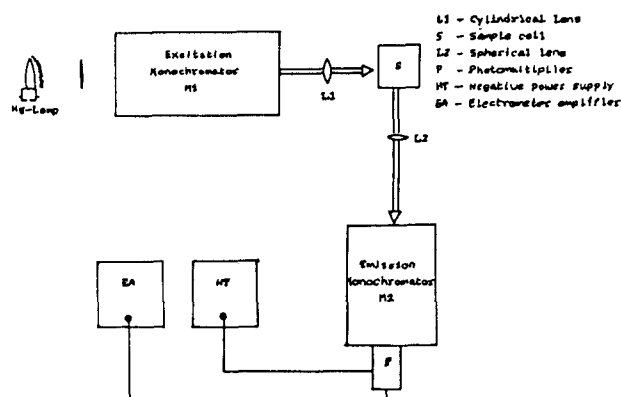 L1 - Cylindrical Lens
S - Sample cell
L2 - Spherical lens
P - Photomultiplier
HT - Negative power supply
EA - Electrometer amplifier
Hg-Lamp
Excitation
Monochromator
M1
L1
S
L2
Emission
Monochromator
M2
EA
HT
P